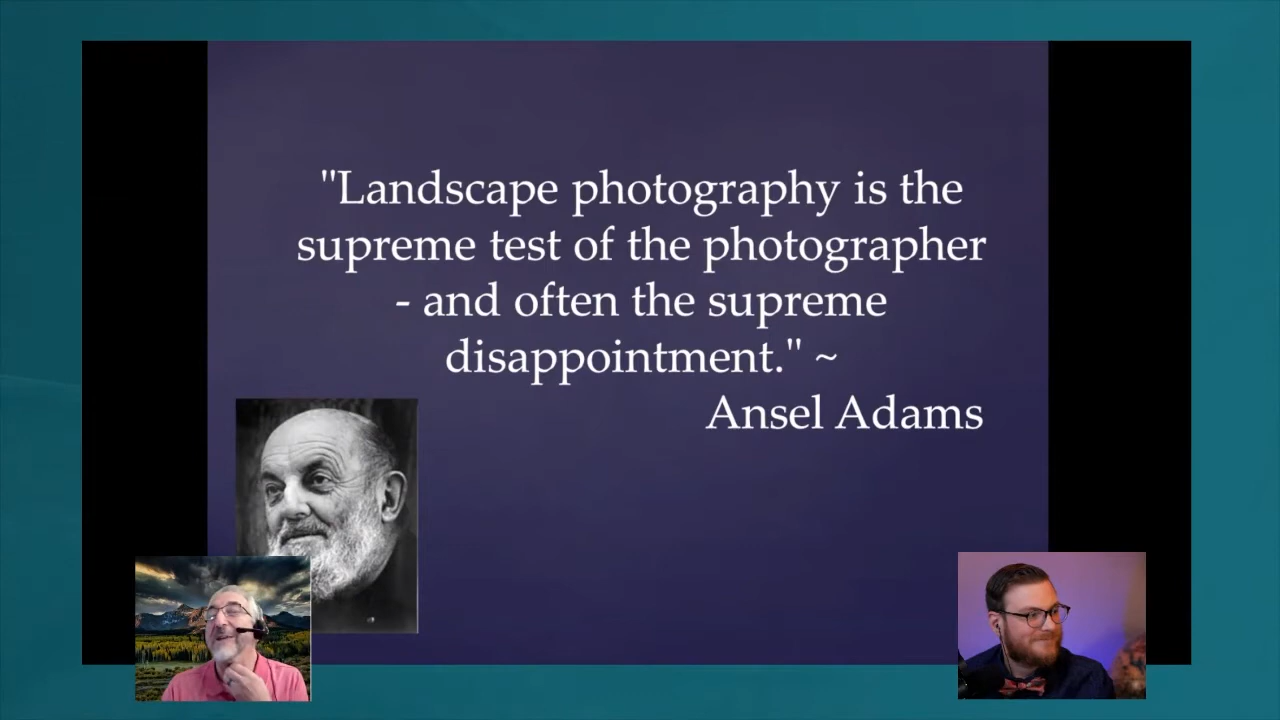 "Landscape photography is the
supreme test of the photographer
- and often the supreme
disappointment." ~
Ansel Adams